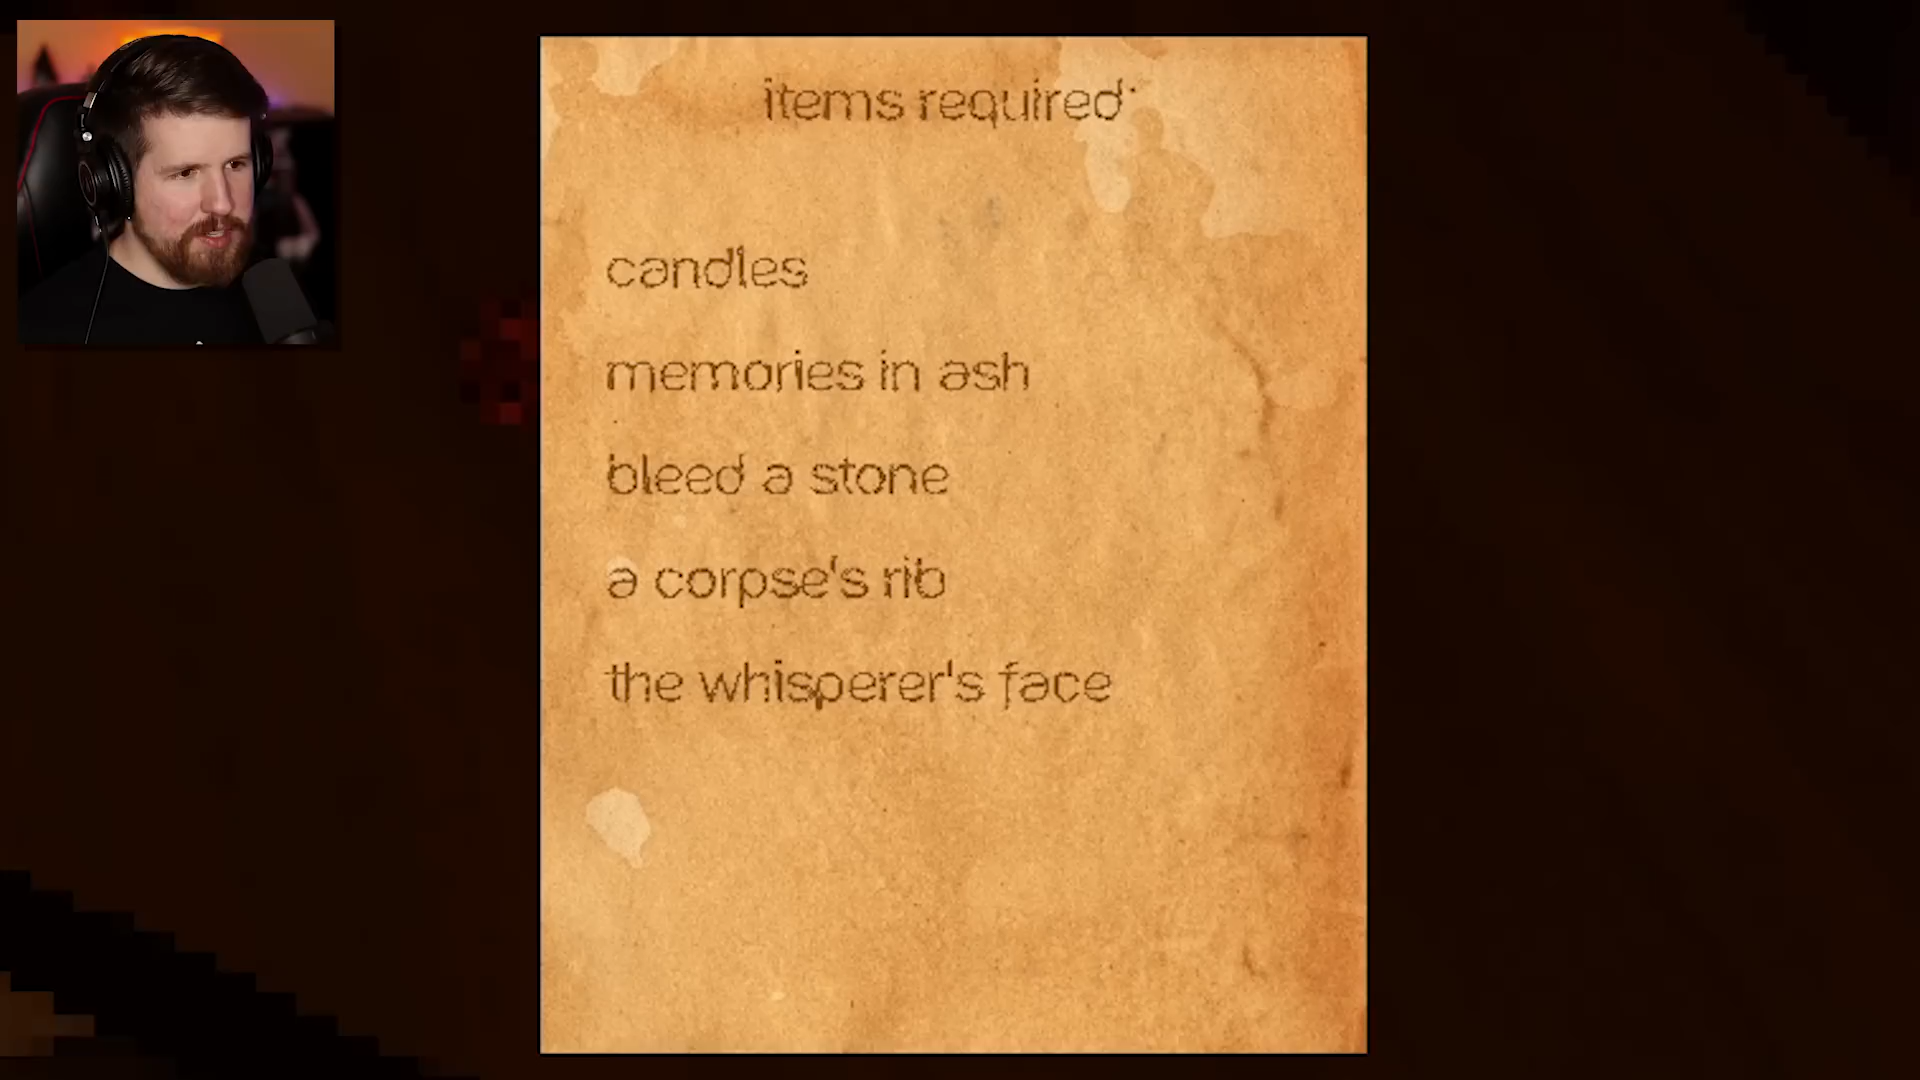 items required
candles
memories in ash
bleed a stone
a corpse's rib
the whisperer's face